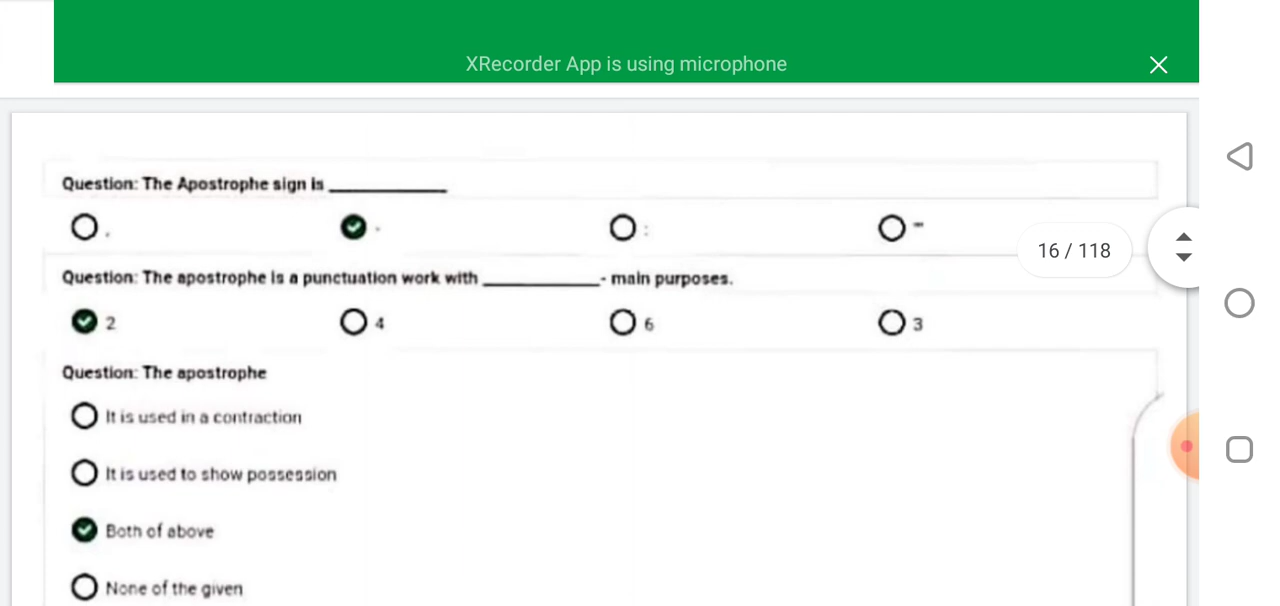 XRecorder App is using microphone
Question: The Apostrophe sign is __________
.
:
-
16 / 118
Question: The apostrophe is a punctuation work with __________- main purposes.
2 4 6 3
Question: The apostrophe
It is used in a contraction
It is used to show possession
Both of above
None of the given